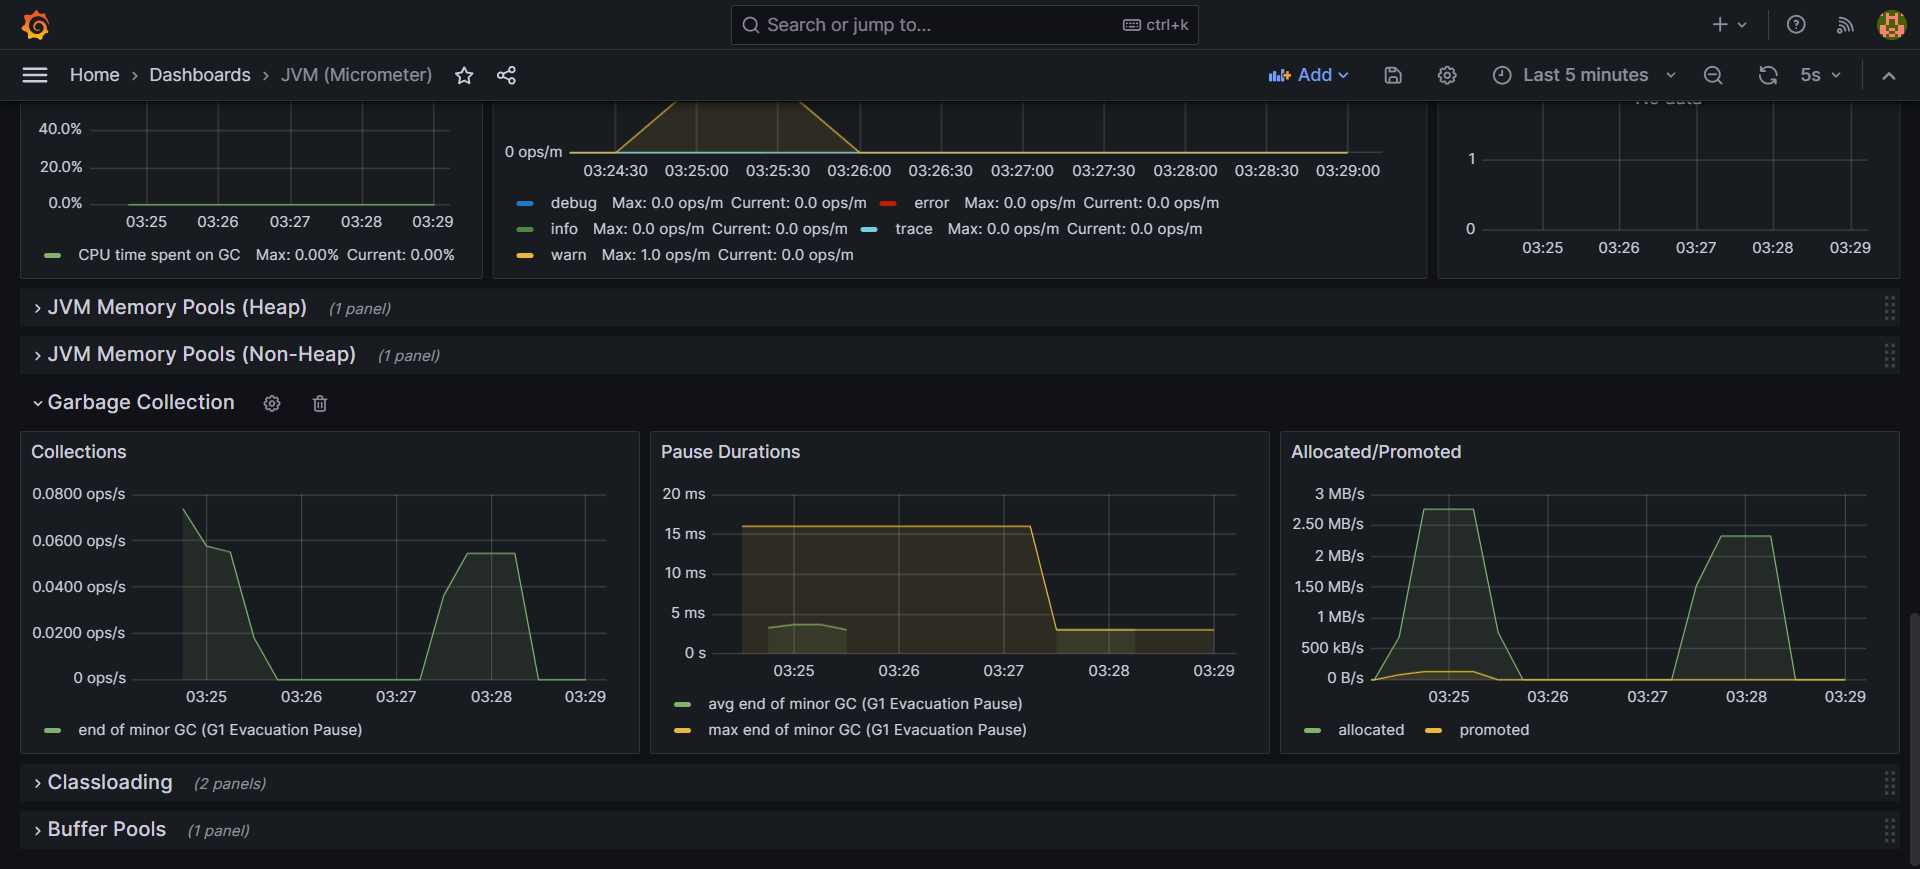 Search or jump to... ctrl+k
Home › Dashboards › JVM (Micrometer) Add Last 5 minutes 5s
40.0%
20.0%
0.0%
03:25 03:26 03:27 03:28 03:29
CPU time spent on GC Max: 0.00% Current: 0.00%
0 ops/m
03:24:30 03:25:00 03:25:30 03:26:00 03:26:30 03:27:00 03:27:30 03:28:00 03:28:30 03:29:00
debug Max: 0.0 ops/m Current: 0.0 ops/m error Max: 0.0 ops/m Current: 0.0 ops/m
info Max: 0.0 ops/m Current: 0.0 ops/m trace Max: 0.0 ops/m Current: 0.0 ops/m
warn Max: 1.0 ops/m Current: 0.0 ops/m
No data
1
0
03:25 03:26 03:27 03:28 03:29
JVM Memory Pools (Heap) (1 panel)
JVM Memory Pools (Non-Heap) (1 panel)
Garbage Collection
Collections
0.0800 ops/s
0.0600 ops/s
0.0400 ops/s
0.0200 ops/s
0 ops/s
03:25 03:26 03:27 03:28 03:29
end of minor GC (G1 Evacuation Pause)
Pause Durations
20 ms
15 ms
10 ms
5 ms
0 s
03:25 03:26 03:27 03:28 03:29
avg end of minor GC (G1 Evacuation Pause)
max end of minor GC (G1 Evacuation Pause)
Allocated/Promoted
3 MB/s
2.50 MB/s
2 MB/s
1.50 MB/s
1 MB/s
500 kB/s
0 B/s
03:25 03:26 03:27 03:28 03:29
allocated promoted
Classloading (2 panels)
Buffer Pools (1 panel)